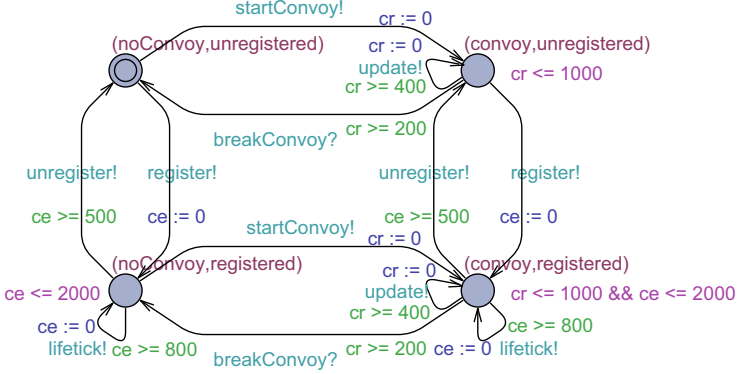 startConvoy!
cr := 0
(noConvoy,unregistered)
cr := 0
(convoy,unregistered)
update!
cr <= 1000
cr >= 400
cr >= 200
breakConvoy?
unregister!
register!
unregister!
register!
ce >= 500
ce := 0
ce >= 500
ce := 0
startConvoy!
cr := 0
(noConvoy,registered)
cr := 0
(convoy,registered)
ce <= 2000
update!
cr <= 1000 && ce <= 2000
cr >= 400
ce := 0
ce >= 800
lifetick!
ce >= 800
breakConvoy?
cr >= 200
ce := 0
lifetick!